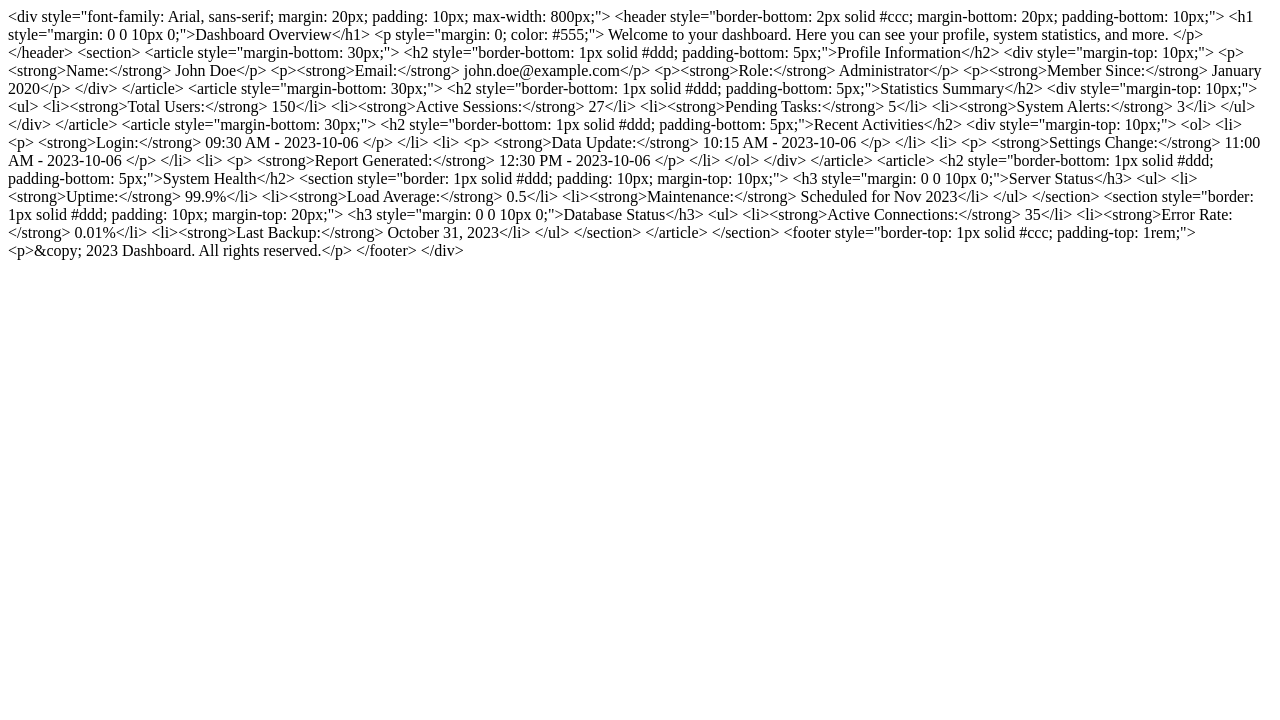 <div style="font-family: Arial, sans-serif; margin: 20px; padding: 10px; max-width: 800px;"> <header style="border-bottom: 2px solid #ccc; margin-bottom: 20px; padding-bottom: 10px;"> <h1
style="margin: 0 0 10px 0;">Dashboard Overview</h1> <p style="margin: 0; color: #555;"> Welcome to your dashboard. Here you can see your profile, system statistics, and more. </p>
</header> <section> <article style="margin-bottom: 30px;"> <h2 style="border-bottom: 1px solid #ddd; padding-bottom: 5px;">Profile Information</h2> <div style="margin-top: 10px;"> <p>
<strong>Name:</strong> John Doe</p> <p><strong>Email:</strong> john.doe@example.com</p> <p><strong>Role:</strong> Administrator</p> <p><strong>Member Since:</strong> January
2020</p> </div> </article> <article style="margin-bottom: 30px;"> <h2 style="border-bottom: 1px solid #ddd; padding-bottom: 5px;">Statistics Summary</h2> <div style="margin-top: 10px;">
<ul> <li><strong>Total Users:</strong> 150</li> <li><strong>Active Sessions:</strong> 27</li> <li><strong>Pending Tasks:</strong> 5</li> <li><strong>System Alerts:</strong> 3</li> </ul>
</div> </article> <article style="margin-bottom: 30px;"> <h2 style="border-bottom: 1px solid #ddd; padding-bottom: 5px;">Recent Activities</h2> <div style="margin-top: 10px;"> <ol> <li>
<p> <strong>Login:</strong> 09:30 AM - 2023-10-06 </p> </li> <li> <p> <strong>Data Update:</strong> 10:15 AM - 2023-10-06 </p> </li> <li> <p> <strong>Settings Change:</strong> 11:00
AM - 2023-10-06 </p> </li> <li> <p> <strong>Report Generated:</strong> 12:30 PM - 2023-10-06 </p> </li> </ol> </div> </article> <article> <h2 style="border-bottom: 1px solid #ddd;
padding-bottom: 5px;">System Health</h2> <section style="border: 1px solid #ddd; padding: 10px; margin-top: 10px;"> <h3 style="margin: 0 0 10px 0;">Server Status</h3> <ul> <li>
<strong>Uptime:</strong> 99.9%</li> <li><strong>Load Average:</strong> 0.5</li> <li><strong>Maintenance:</strong> Scheduled for Nov 2023</li> </ul> </section> <section style="border:
1px solid #ddd; padding: 10px; margin-top: 20px;"> <h3 style="margin: 0 0 10px 0;">Database Status</h3> <ul> <li><strong>Active Connections:</strong> 35</li> <li><strong>Error Rate:
</strong> 0.01%</li> <li><strong>Last Backup:</strong> October 31, 2023</li> </ul> </section> </article> </section> <footer style="border-top: 1px solid #ccc; padding-top: 1rem;">
<p>&copy; 2023 Dashboard. All rights reserved.</p> </footer> </div>